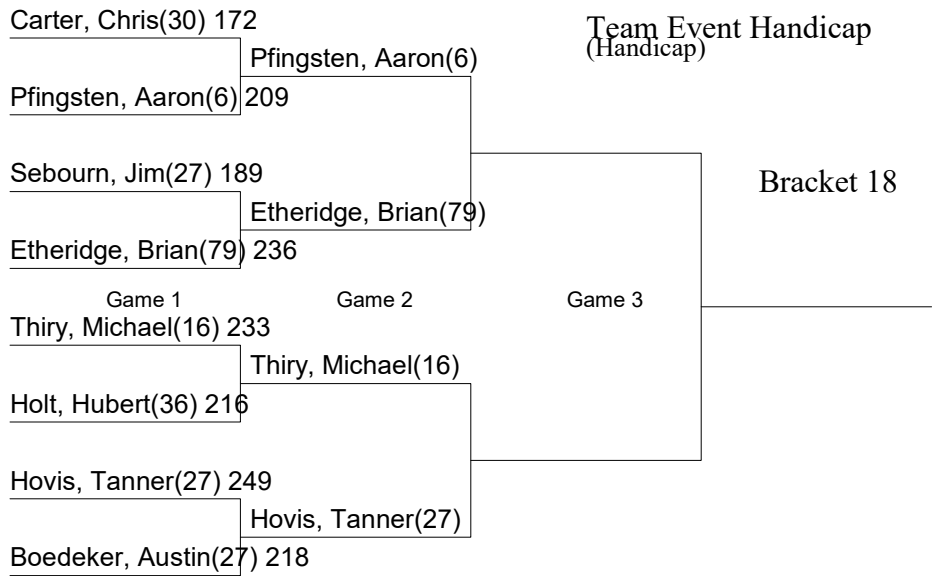 Carter, Chris(30) 172
Team Event Handicap
(Handicap)
Pfingsten, Aaron(6)
Pfingsten, Aaron(6) 209
Sebourn, Jim(27) 189
Bracket 18
Etheridge, Brian(79)
Etheridge, Brian(79) 236
Game 1 Game 2 Game 3
Thiry, Michael(16) 233
Thiry, Michael(16)
Holt, Hubert(36) 216
Hovis, Tanner(27) 249
Hovis, Tanner(27)
Boedeker, Austin(27) 218